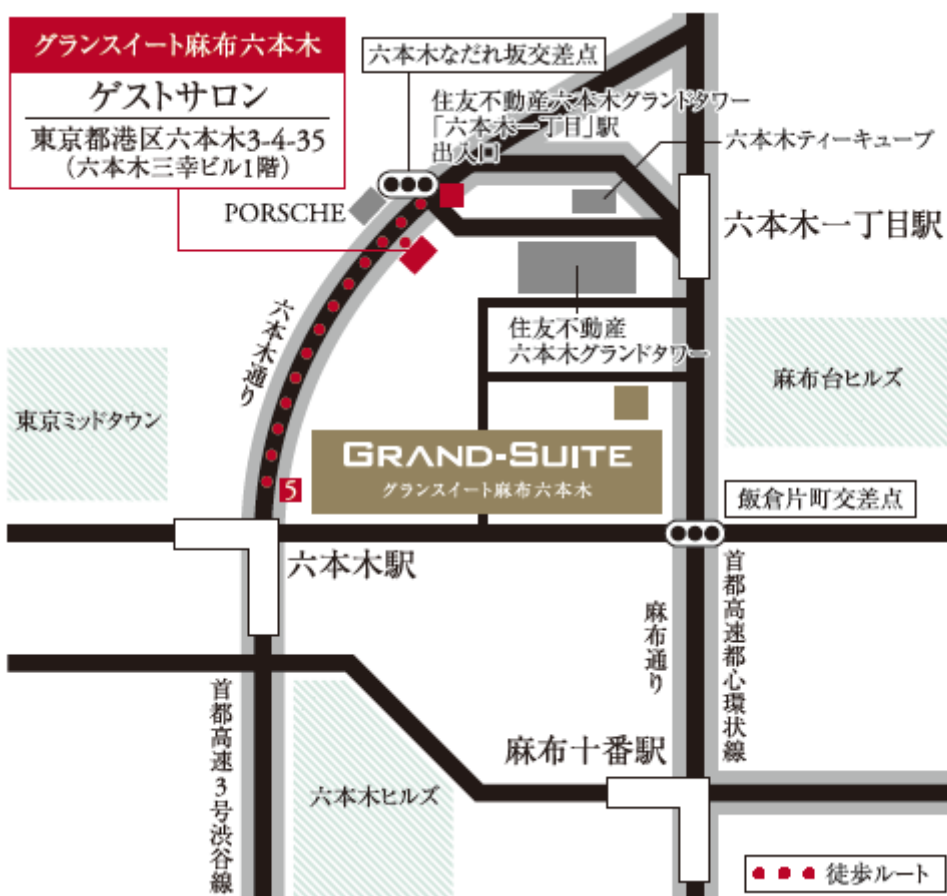 グランスイート麻布六本木
ゲストサロン
東京都港区六本木3-4-35
（六本木三幸ビル1階）
六本木なだれ坂交差点
住友不動産六本木グランドタワー
「六本木一丁目」駅
出入口
六本木ティーキューブ
PORSCHE
六本木一丁目駅
六本木通り
住友不動産
六本木グランドタワー
麻布台ヒルズ
東京ミッドタウン
GRAND-SUITE
グランスイート麻布六本木
5
飯倉片町交差点
六本木駅
麻布通り
首都高速都心環状線
首都高速3号渋谷線
麻布十番駅
六本木ヒルズ
徒歩ルート